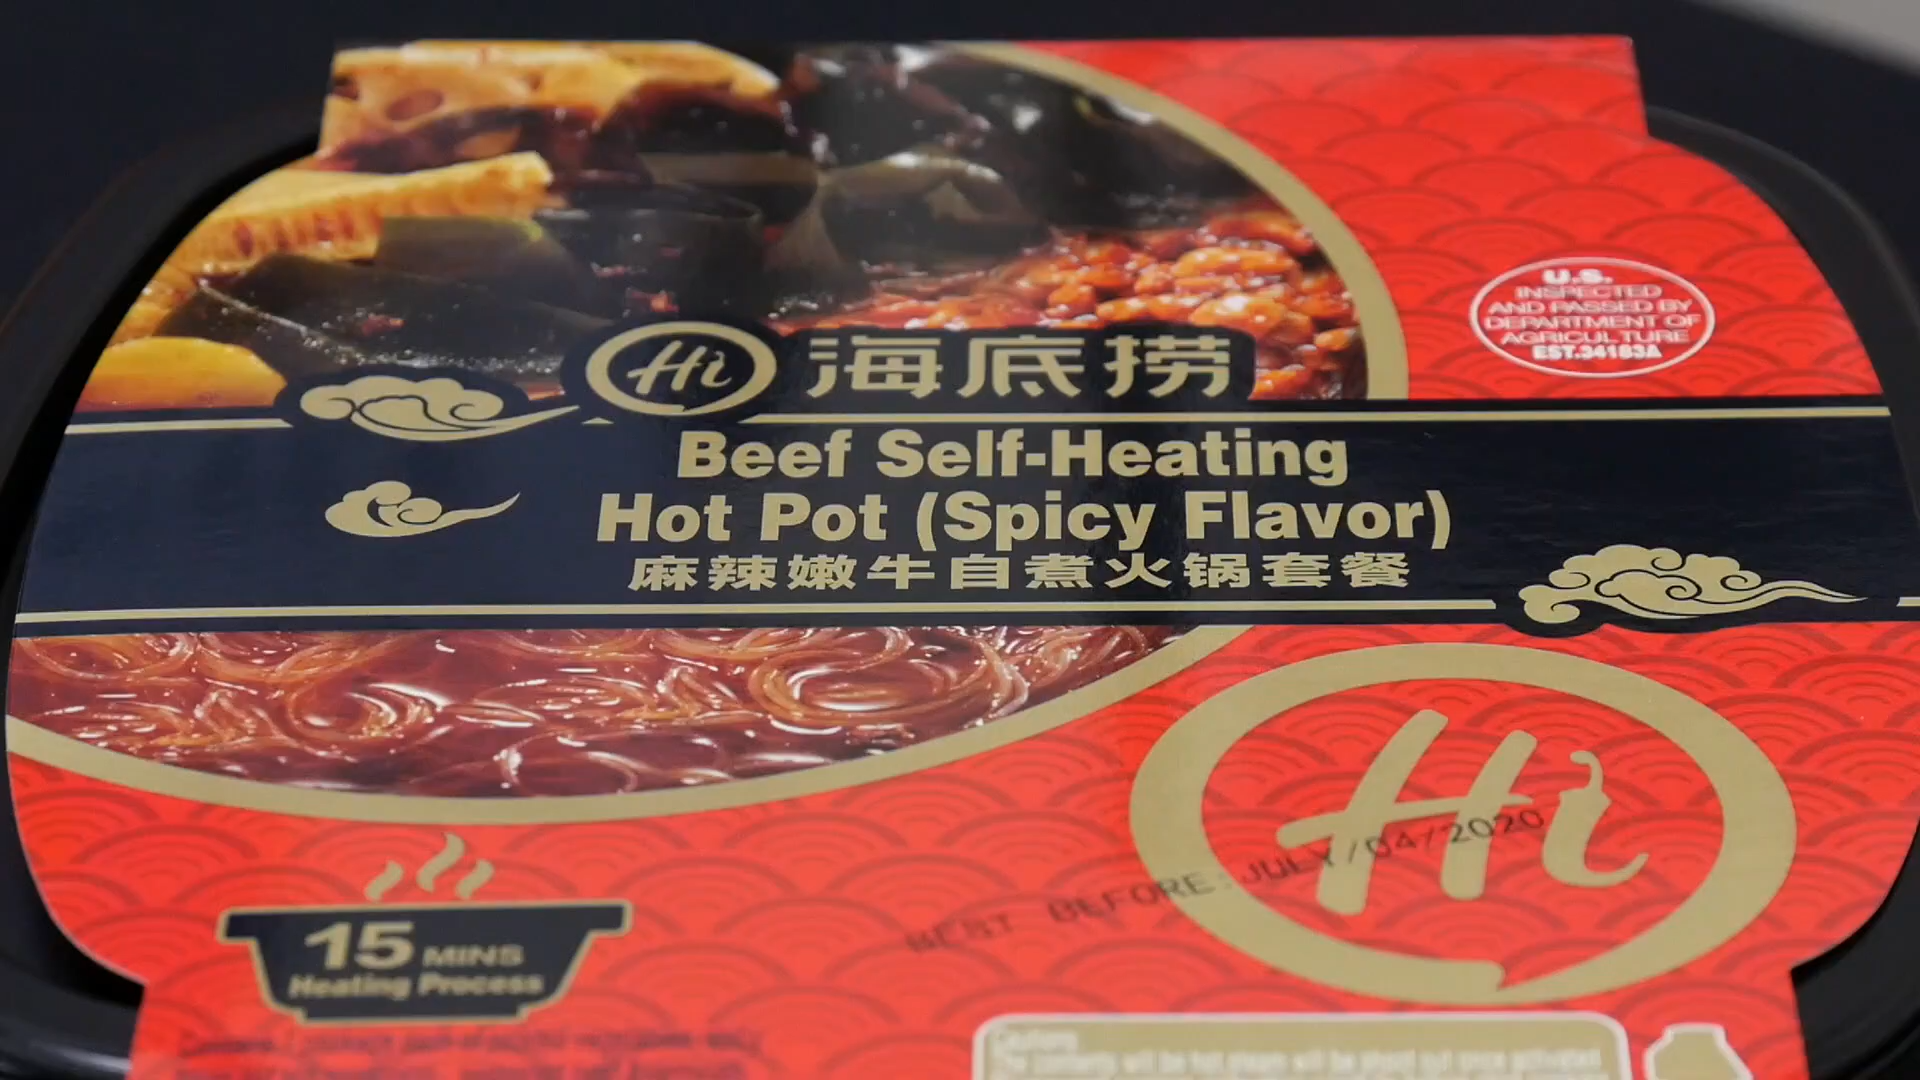 Hi 海底捞
Beef Self-Heating
Hot Pot (Spicy Flavor)
麻辣嫩牛自煮火锅套餐
U.S.
INSPECTED
AND PASSED BY
DEPARTMENT OF
AGRICULTURE
EST.34183A
Hi
BEST BEFORE: JULY/04/2020
15 MINS
Heating Process
Cautions